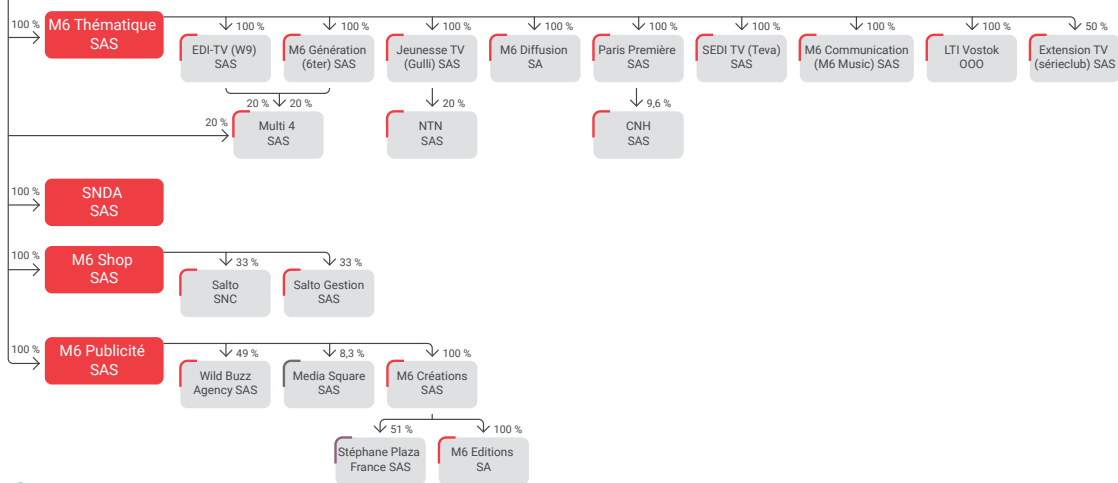 100 %
M6 Thématique
SAS
100 %
100 %
100 %
100 %
100 %
100 %
100 %
100 %
50 %
EDI-TV (W9)
SAS
M6 Génération
(6ter) SAS
Jeunesse TV
(Gulli) SAS
M6 Diffusion
SA
Paris Première
SAS
SEDI TV (Teva)
SAS
M6 Communication
(M6 Music) SAS
LTI Vostok
OOO
Extension TV
(sérieclub) SAS
20 %
20 %
20 %
9,6 %
20 %
Multi 4
SAS
NTN
SAS
CNH
SAS
100 %
SNDA
SAS
100 %
M6 Shop
SAS
33 %
33 %
Salto
SNC
Salto Gestion
SAS
100 %
M6 Publicité
SAS
49 %
8,3 %
100 %
Wild Buzz
Agency SAS
Media Square
SAS
M6 Créations
SAS
51 %
100 %
Stéphane Plaza
France SAS
M6 Editions
SA